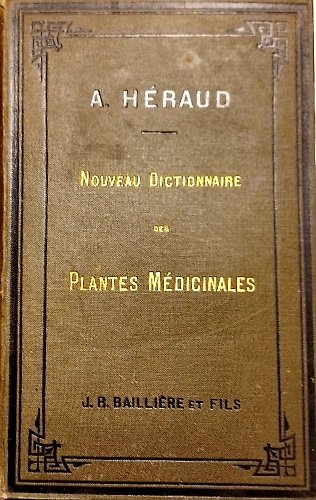 A. HÉRAUD
NOUVEAU DICTIONNAIRE
DES
PLANTES MÉDICINALES
J. B. BAILLIÈRE ET FILS